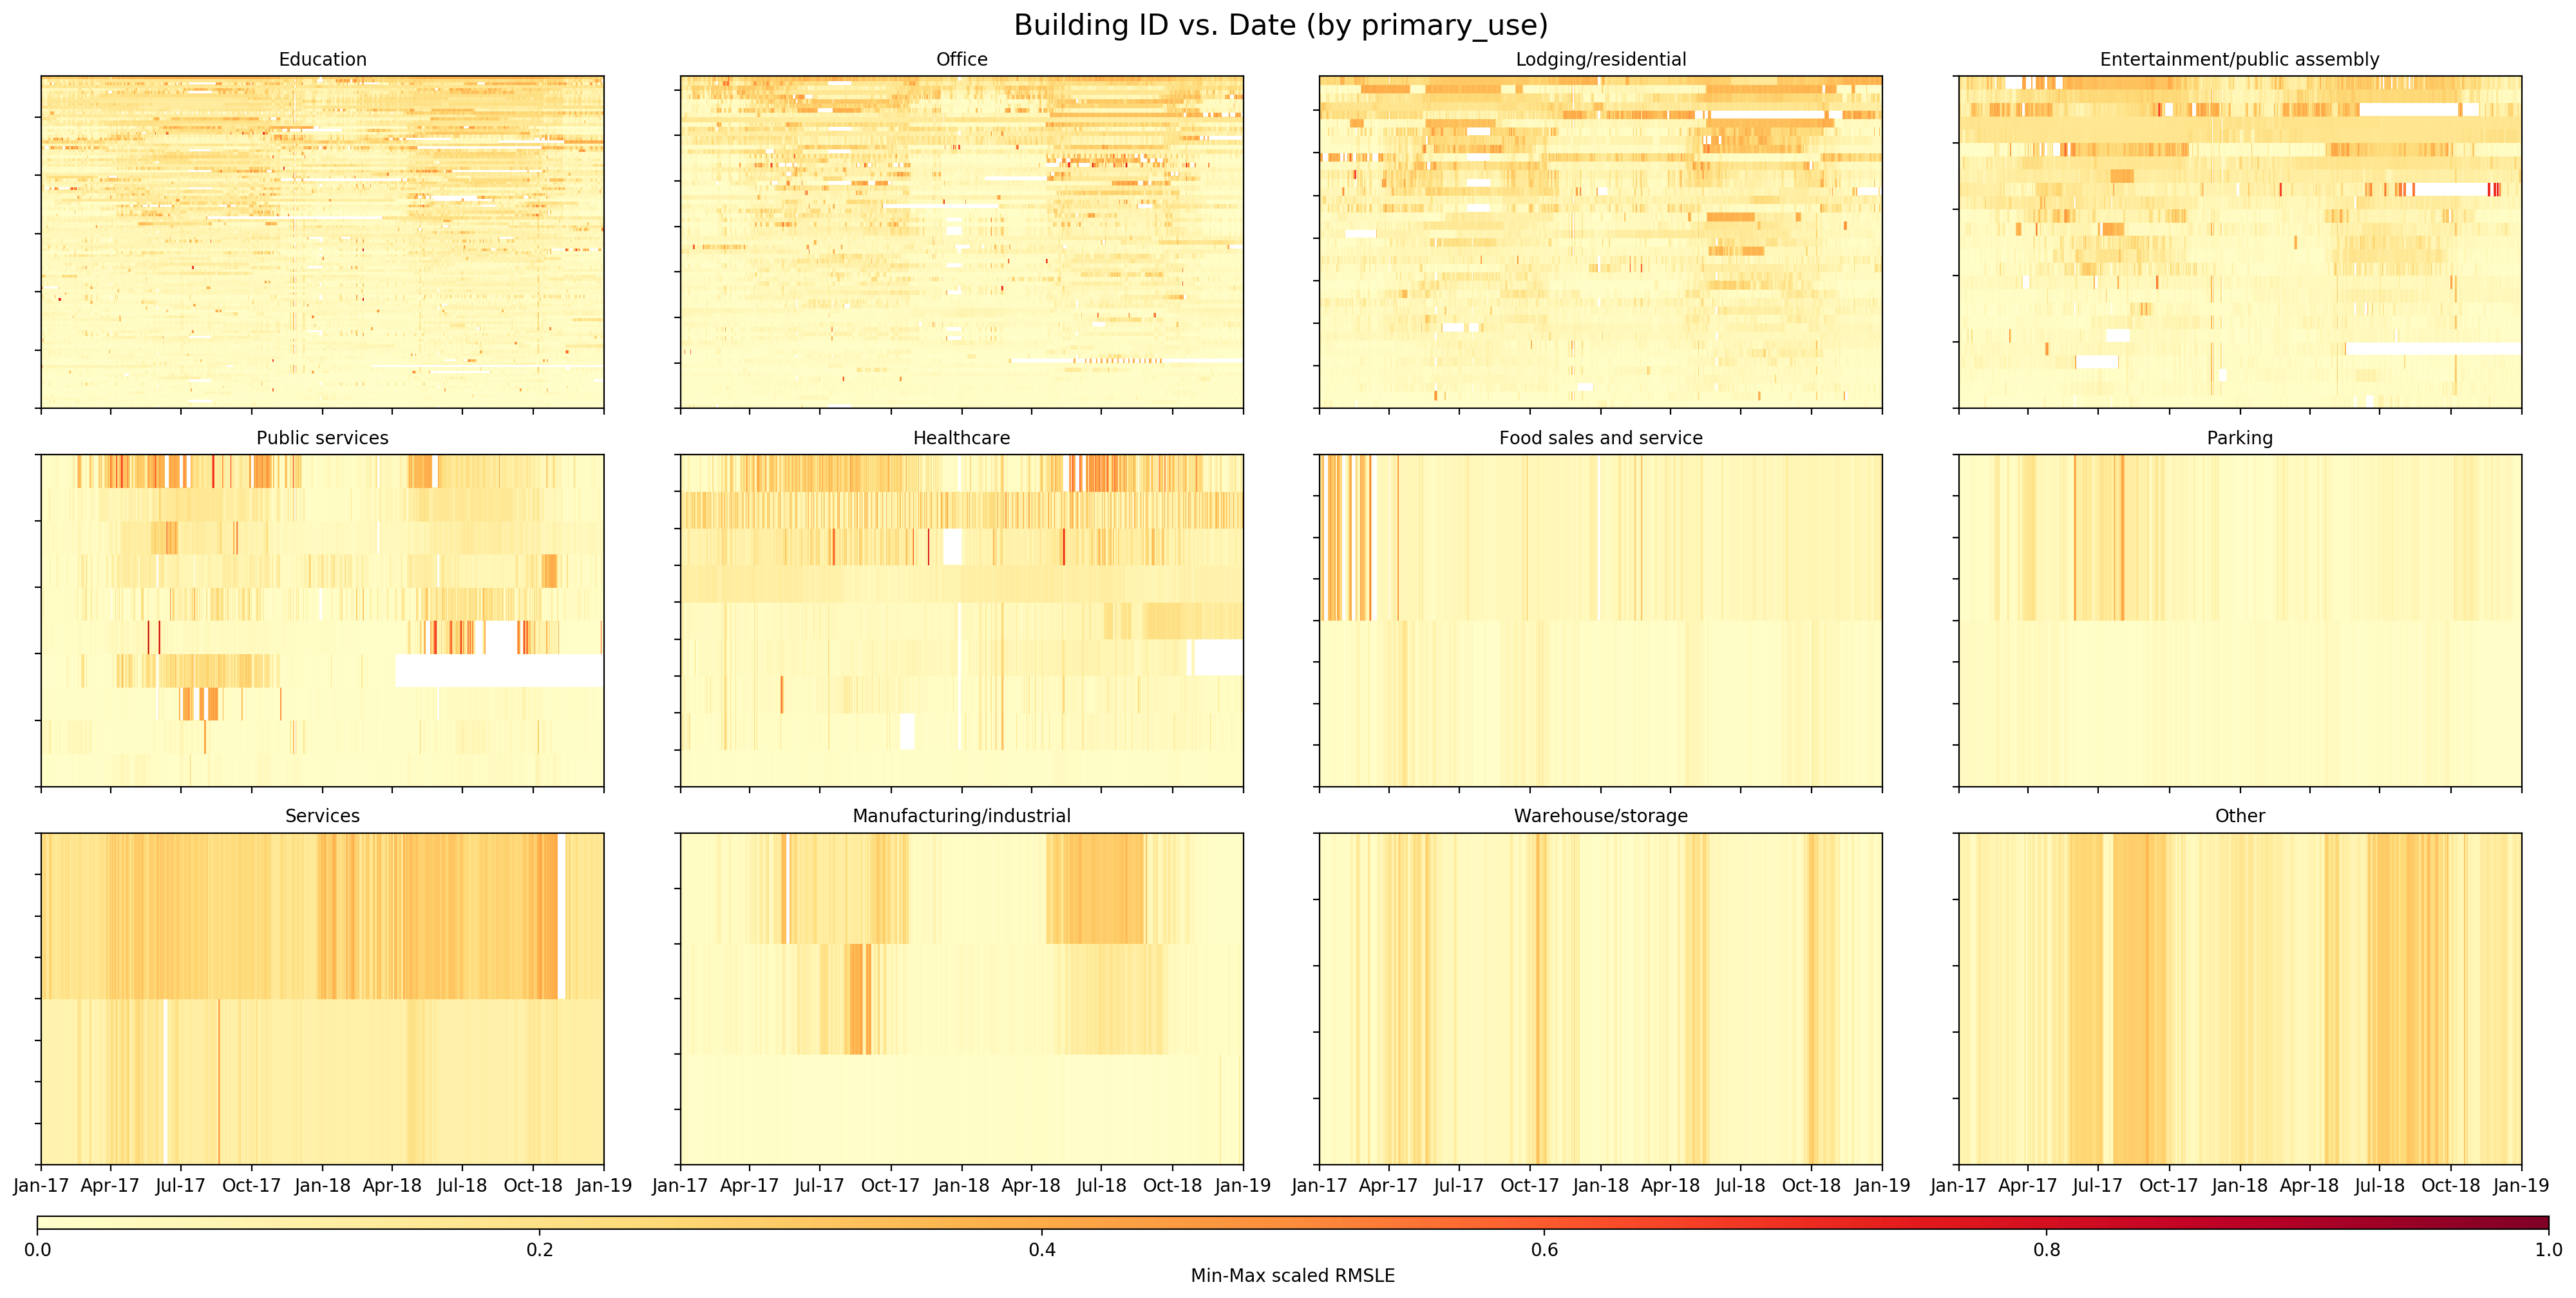 Building ID vs. Date (by primary_use)
Education Office Lodging/residential Entertainment/public assembly
Public services Healthcare Food sales and service Parking
Services Manufacturing/industrial Warehouse/storage Other
Jan-17 Apr-17 Jul-17 Oct-17 Jan-18 Apr-18 Jul-18 Oct-18 Jan-19 Jan-17 Apr-17 Jul-17 Oct-17 Jan-18 Apr-18 Jul-18 Oct-18 Jan-19 Jan-17 Apr-17 Jul-17 Oct-17 Jan-18 Apr-18 Jul-18 Oct-18 Jan-19 Jan-17 Apr-17 Jul-17 Oct-17 Jan-18 Apr-18 Jul-18 Oct-18 Jan-19
0.0 0.2 0.4 0.6 0.8 1.0
Min-Max scaled RMSLE